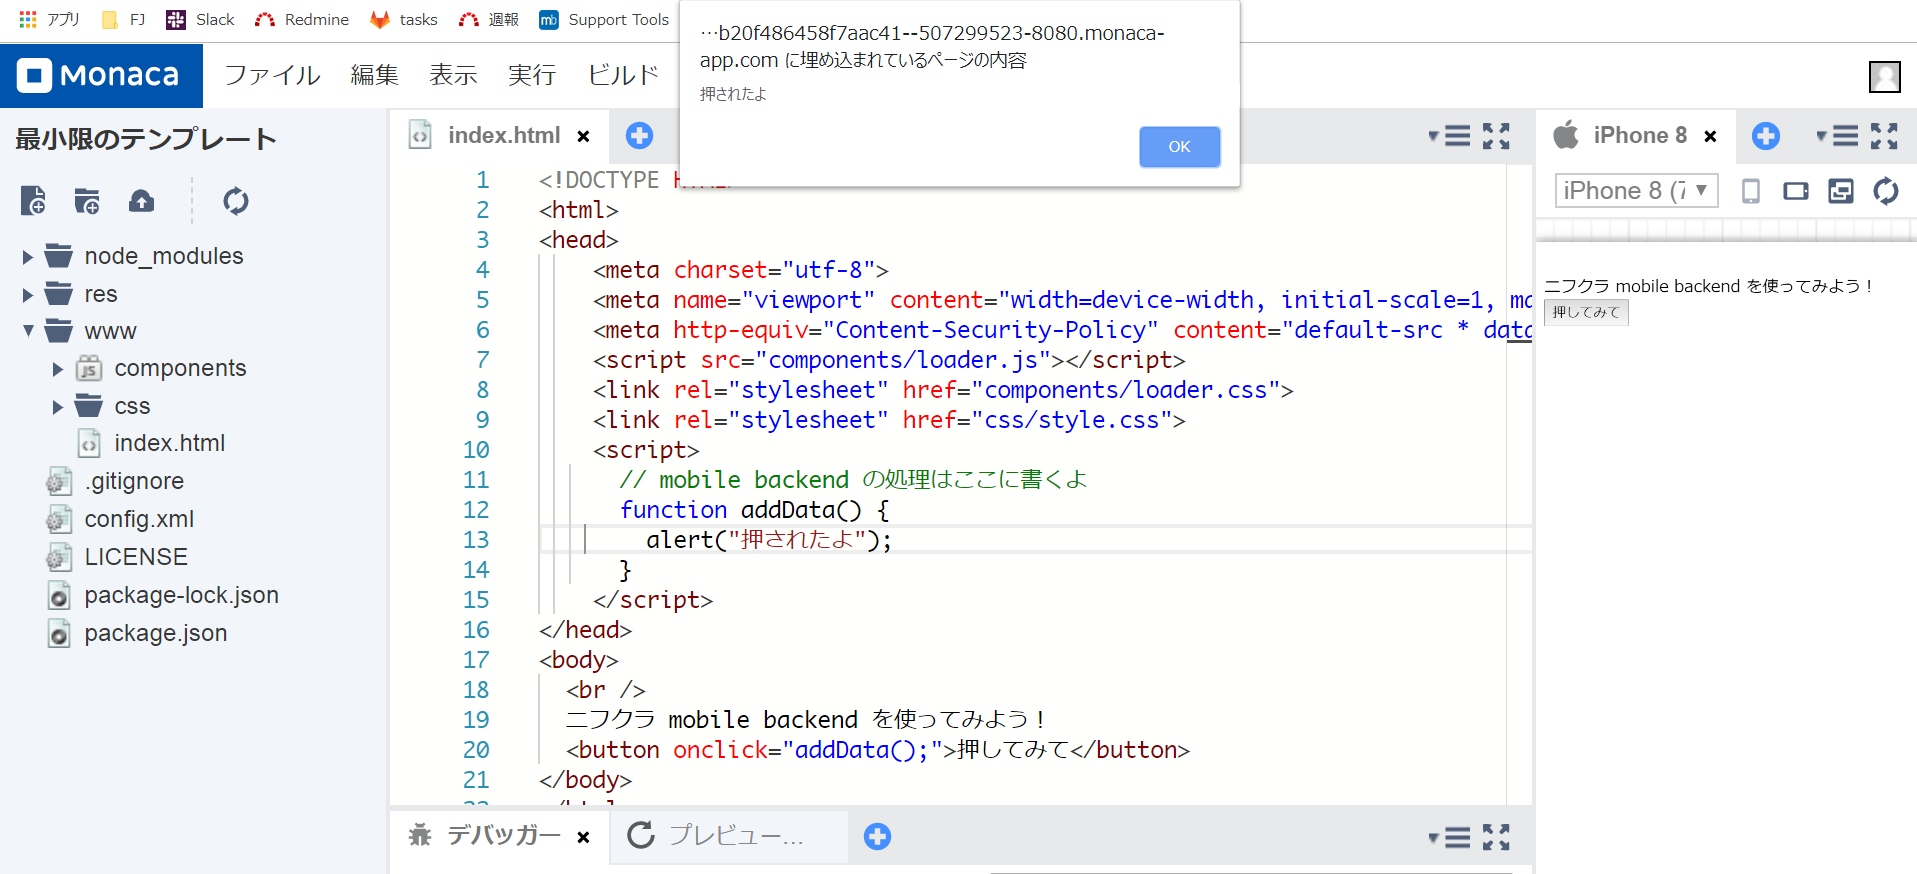 アプリ FJ Slack Redmine tasks 週報 Support Tools
…b20f486458f7aac41--507299523-8080.monaca-
app.com に埋め込まれているページの内容
押されたよ
OK
Monaca ファイル 編集 表示 実行 ビルド
最小限のテンプレート
node_modules
res
www
components
css
index.html
.gitignore
config.xml
LICENSE
package-lock.json
package.json
index.html
1 <!DOCTYPE
2 <html>
3 <head>
4 <meta charset="utf-8">
5 <meta name="viewport" content="width=device-width, initial-scale=1, ma
6 <meta http-equiv="Content-Security-Policy" content="default-src * data
7 <script src="components/loader.js"></script>
8 <link rel="stylesheet" href="components/loader.css">
9 <link rel="stylesheet" href="css/style.css">
10 <script>
11 // mobile backend の処理はここに書くよ
12 function addData() {
13 alert("押されたよ");
14 }
15 </script>
16 </head>
17 <body>
18 <br />
19 ニフクラ mobile backend を使ってみよう！
20 <button onclick="addData();">押してみて</button>
21 </body>
デバッガー プレビュー...
iPhone 8
iPhone 8 (7
ニフクラ mobile backend を使ってみよう！
押してみて